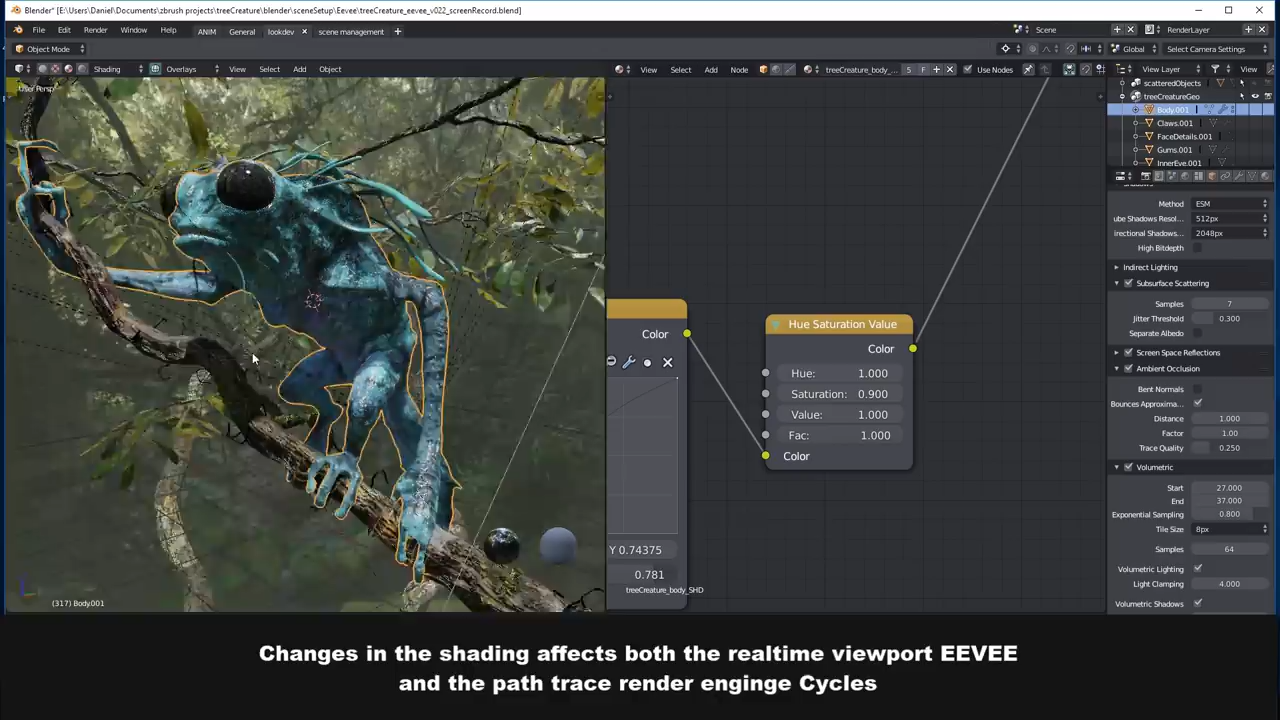 Blender* [E:\Users\Daniel\Documents\zbrush projects\treeCreature\blender\sceneSetup\Eevee\treeCreature_eevee_v022_screenRecord.blend]
File Render Window Help ANIM General lookdev scene management Scene RenderLayer
Object Mode Global Select Camera Settings
Shading Overlays View Select Add Object
View Select Add Node treeCreature_body_... 5 F Use Nodes
View Layer View
User Persp
scatteredObjects
treeCreatureGeo
Body.001
Claws.001
FaceDetails.001
Gums.001
InnerEye.001
Shadows
Method ESM
ube Shadows Resol... 512px
irectional Shadows... 2048px
High Bitdepth
Indirect Lighting
Subsurface Scattering
Samples 7
Jitter Threshold 0.300
Separate Albedo
Screen Space Reflections
Ambient Occlusion
Bent Normals
Bounces Approxima...
Distance 1.000
Factor 1.00
Trace Quality 0.250
Volumetric
Start 27.000
End 37.000
Exponential Sampling 0.800
Tile Size 8px
Samples 64
Volumetric Lighting
Light Clamping 4.000
Volumetric Shadows
Color
Y 0.74375
0.781
treeCreature_body_SHD
Hue Saturation Value
Color
Hue: 1.000
Saturation: 0.900
Value: 1.000
Fac: 1.000
Color
(317) Body.001
Changes in the shading affects both the realtime viewport EEVEE
and the path trace render enginge Cycles